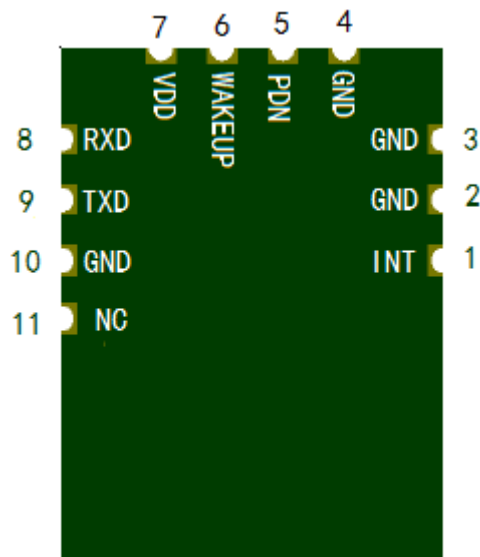 7 6 5 4
VDD WAKEUP PDN GND
8 RXD GND 3
9 TXD GND 2
10 GND INT 1
11 NC